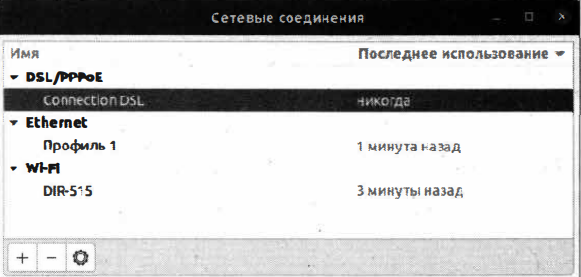 Сетевые соединения
Имя Последнее использование
DSL/PPPoE
Connection DSL никогда
Ethernet
Профиль 1 1 минута назад
Wi-Fi
DIR-515 3 минуты назад